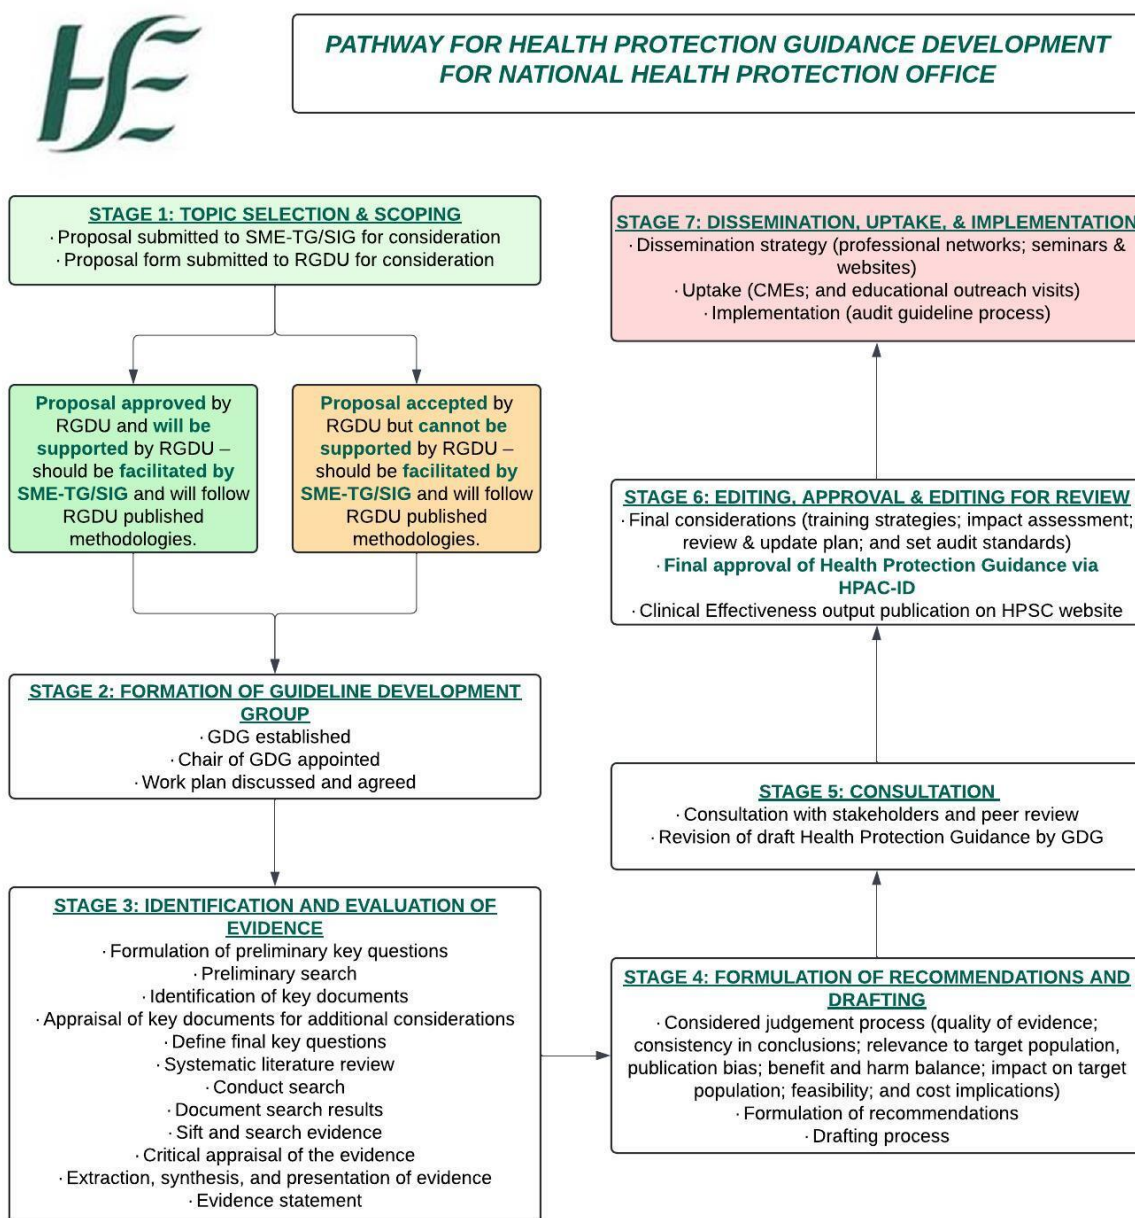 HSE
PATHWAY FOR HEALTH PROTECTION GUIDANCE DEVELOPMENT
FOR NATIONAL HEALTH PROTECTION OFFICE
STAGE 1: TOPIC SELECTION & SCOPING
· Proposal submitted to SME-TG/SIG for consideration
· Proposal form submitted to RGDU for consideration
Proposal approved by
RGDU and will be
supported by RGDU –
should be facilitated by
SME-TG/SIG and will follow
RGDU published
methodologies.
Proposal accepted by
RGDU but cannot be
supported by RGDU –
should be facilitated by
SME-TG/SIG and will follow
RGDU published
methodologies.
STAGE 2: FORMATION OF GUIDELINE DEVELOPMENT
GROUP
· GDG established
· Chair of GDG appointed
· Work plan discussed and agreed
STAGE 3: IDENTIFICATION AND EVALUATION OF
EVIDENCE
· Formulation of preliminary key questions
· Preliminary search
· Identification of key documents
· Appraisal of key documents for additional considerations
· Define final key questions
· Systematic literature review
· Conduct search
· Document search results
· Sift and search evidence
· Critical appraisal of the evidence
· Extraction, synthesis, and presentation of evidence
· Evidence statement
STAGE 4: FORMULATION OF RECOMMENDATIONS AND
DRAFTING
· Considered judgement process (quality of evidence;
consistency in conclusions; relevance to target population,
publication bias; benefit and harm balance; impact on target
population; feasibility; and cost implications)
· Formulation of recommendations
· Drafting process
STAGE 5: CONSULTATION
· Consultation with stakeholders and peer review
· Revision of draft Health Protection Guidance by GDG
STAGE 6: EDITING, APPROVAL & EDITING FOR REVIEW
· Final considerations (training strategies; impact assessment;
review & update plan; and set audit standards)
· Final approval of Health Protection Guidance via
HPAC-ID
· Clinical Effectiveness output publication on HPSC website
STAGE 7: DISSEMINATION, UPTAKE, & IMPLEMENTATION
· Dissemination strategy (professional networks; seminars &
websites)
· Uptake (CMEs; and educational outreach visits)
· Implementation (audit guideline process)